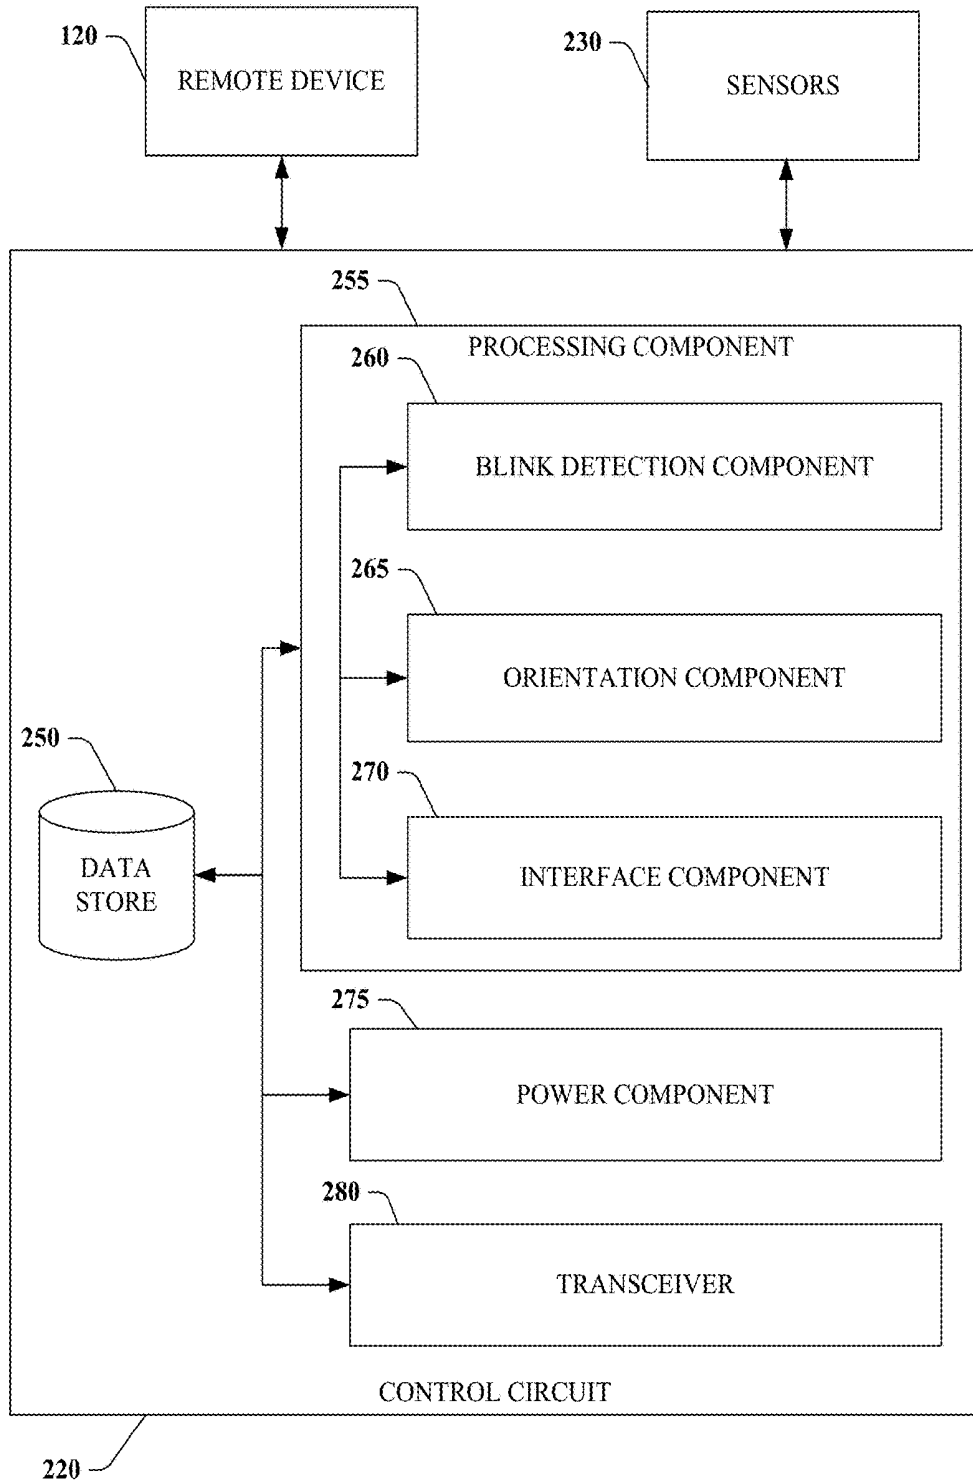 120
REMOTE DEVICE
230
SENSORS
255
PROCESSING COMPONENT
260
BLINK DETECTION COMPONENT
265
ORIENTATION COMPONENT
250
270
DATA
STORE
INTERFACE COMPONENT
275
POWER COMPONENT
280
TRANSCEIVER
CONTROL CIRCUIT
220